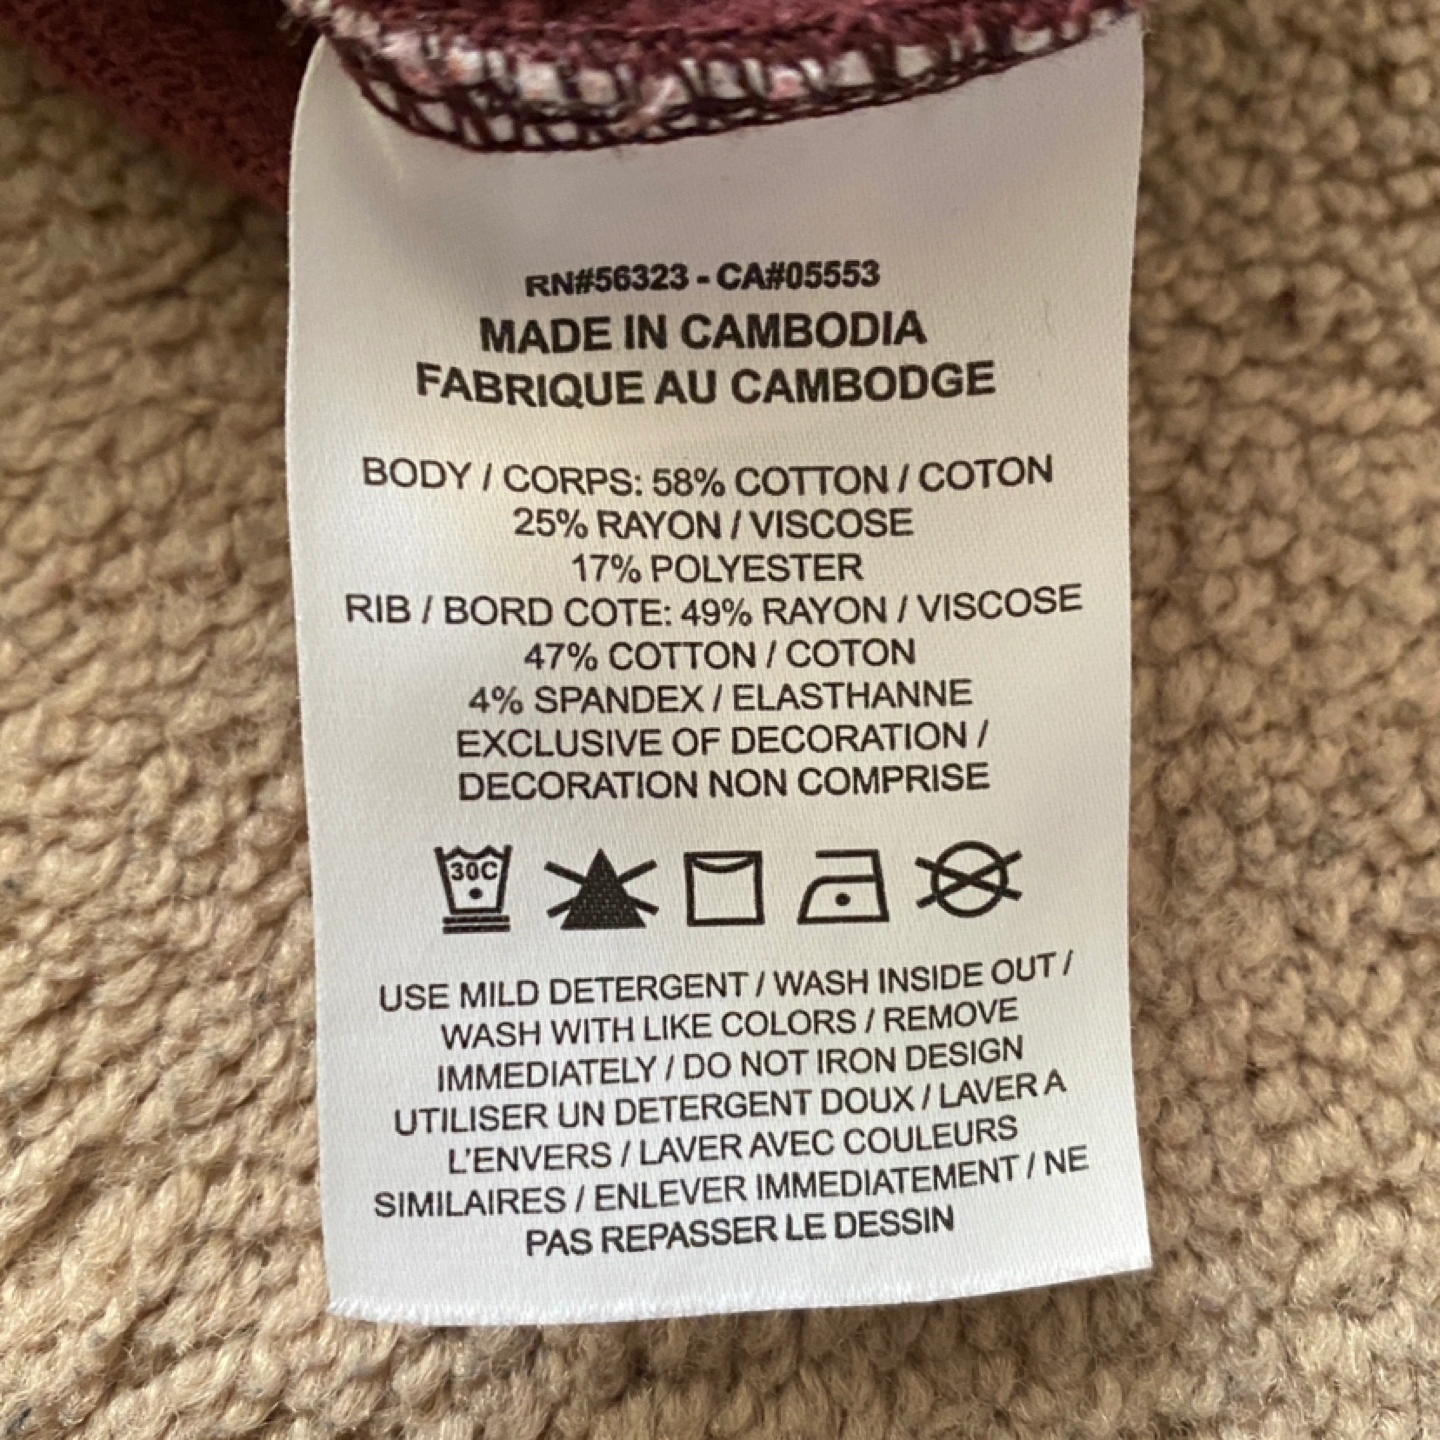 RN#56323 - CA#05553
MADE IN CAMBODIA
FABRIQUE AU CAMBODGE
BODY / CORPS: 58% COTTON / COTON
25% RAYON / VISCOSE
17% POLYESTER
RIB / BORD COTE: 49% RAYON / VISCOSE
47% COTTON / COTON
4% SPANDEX / ELASTHANNE
EXCLUSIVE OF DECORATION /
DECORATION NON COMPRISE
30C
USE MILD DETERGENT / WASH INSIDE OUT /
WASH WITH LIKE COLORS / REMOVE
IMMEDIATELY / DO NOT IRON DESIGN
UTILISER UN DETERGENT DOUX / LAVER A
L'ENVERS / LAVER AVEC COULEURS
SIMILAIRES / ENLEVER IMMEDIATEMENT / NE
PAS REPASSER LE DESSIN